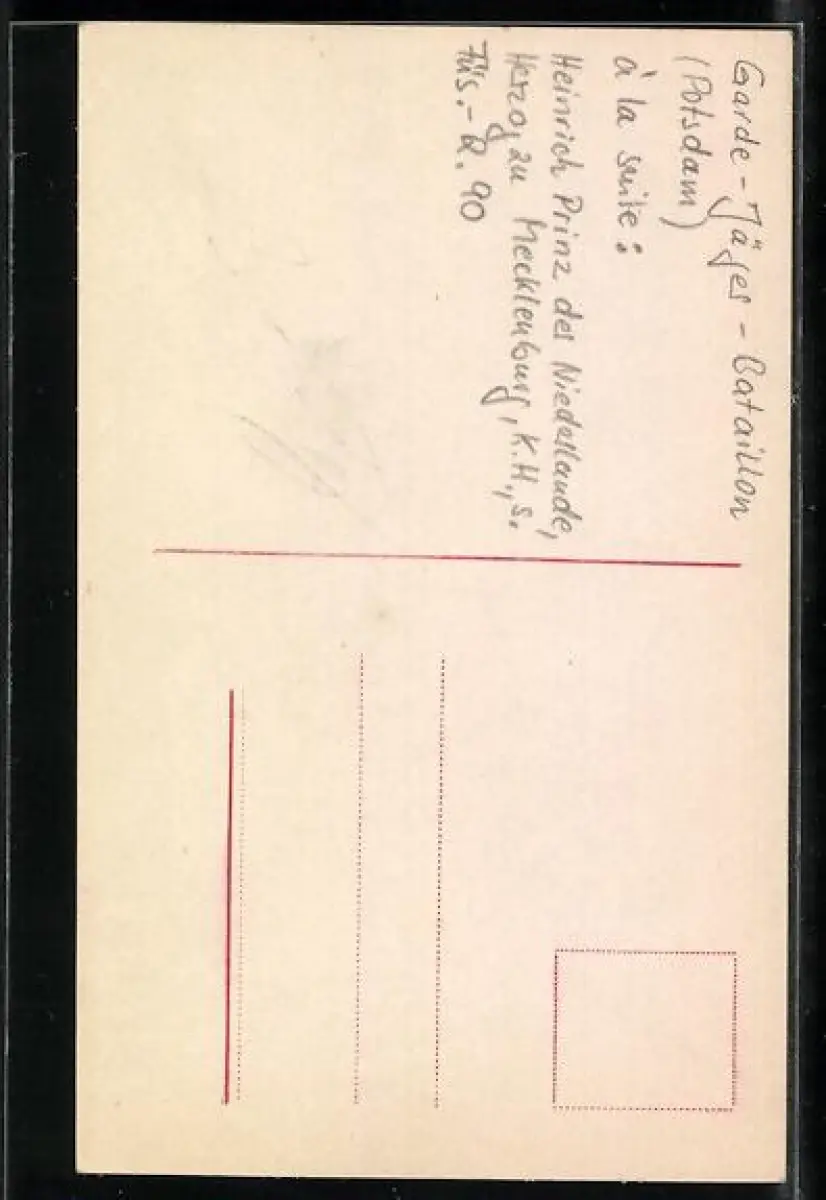 Garde-Jäger-Bataillon
(Potsdam)
à la suite:
Heinrich Prinz der Niederlande,
Herzog zu Mecklenburg, K.H., s.
Füs.-R. 90